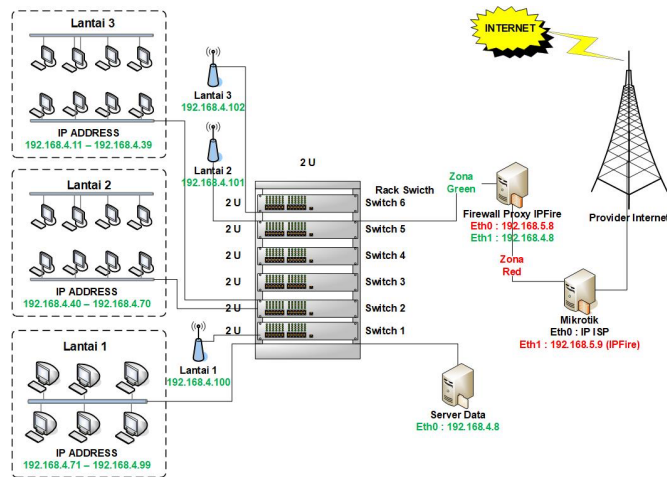 Lantai 3
IP ADDRESS
192.168.4.11 – 192.168.4.39
Lantai 2
IP ADDRESS
192.168.4.40 – 192.168.4.70
Lantai 1
IP ADDRESS
192.168.4.71 – 192.168.4.99
Lantai 3
192.168.4.102
Lantai 2
192.168.4.101
Lantai 1
192.168.4.100
2 U
Rack Swicth
2 U
Switch 6
2 U
Switch 5
2 U
Switch 4
2 U
Switch 3
2 U
Switch 2
2 U
Switch 1
Zona
Green
Firewall Proxy IPFire
Eth0 : 192.168.5.8
Eth1 : 192.168.4.8
Zona
Red
Mikrotik
Eth0 : IP ISP
Eth1 : 192.168.5.9 (IPFire)
Server Data
Eth0 : 192.168.4.8
INTERNET
Provider Internet